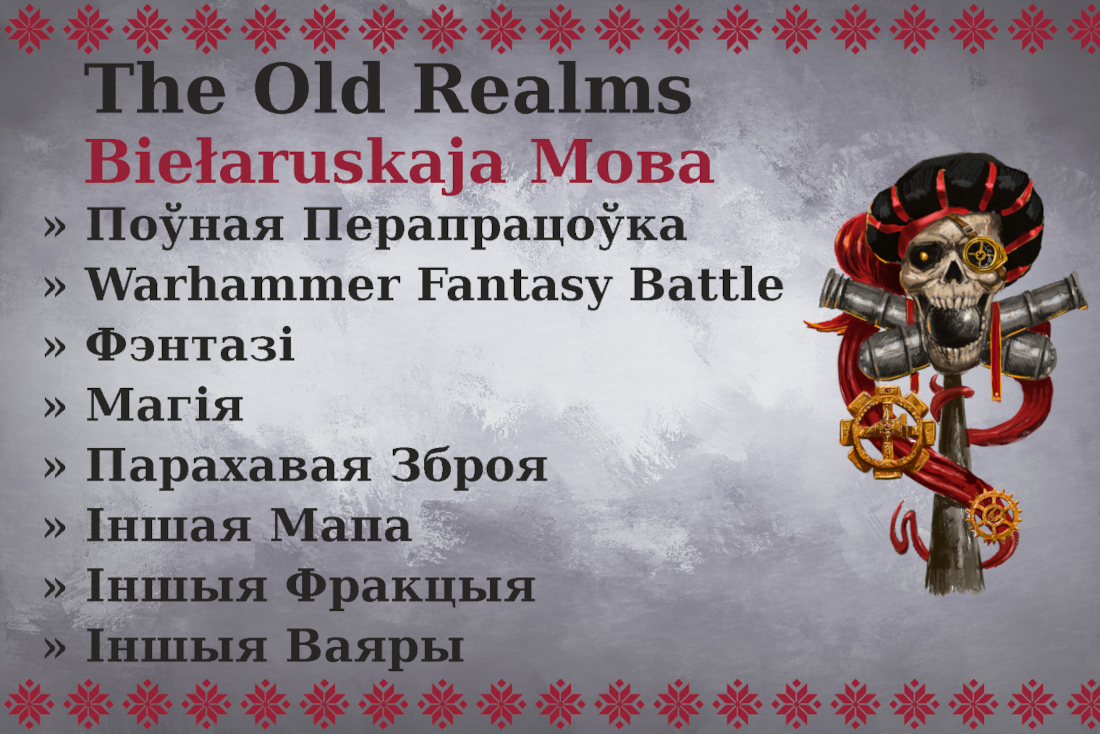 The Old Realms
Biełaruskaja Мова
» Поўная Перапрацоўка
» Warhammer Fantasy Battle
» Фэнтазі
» Магія
» Парахавая Зброя
» Іншая Мапа
» Іншыя Фракцыя
» Іншыя Ваяры